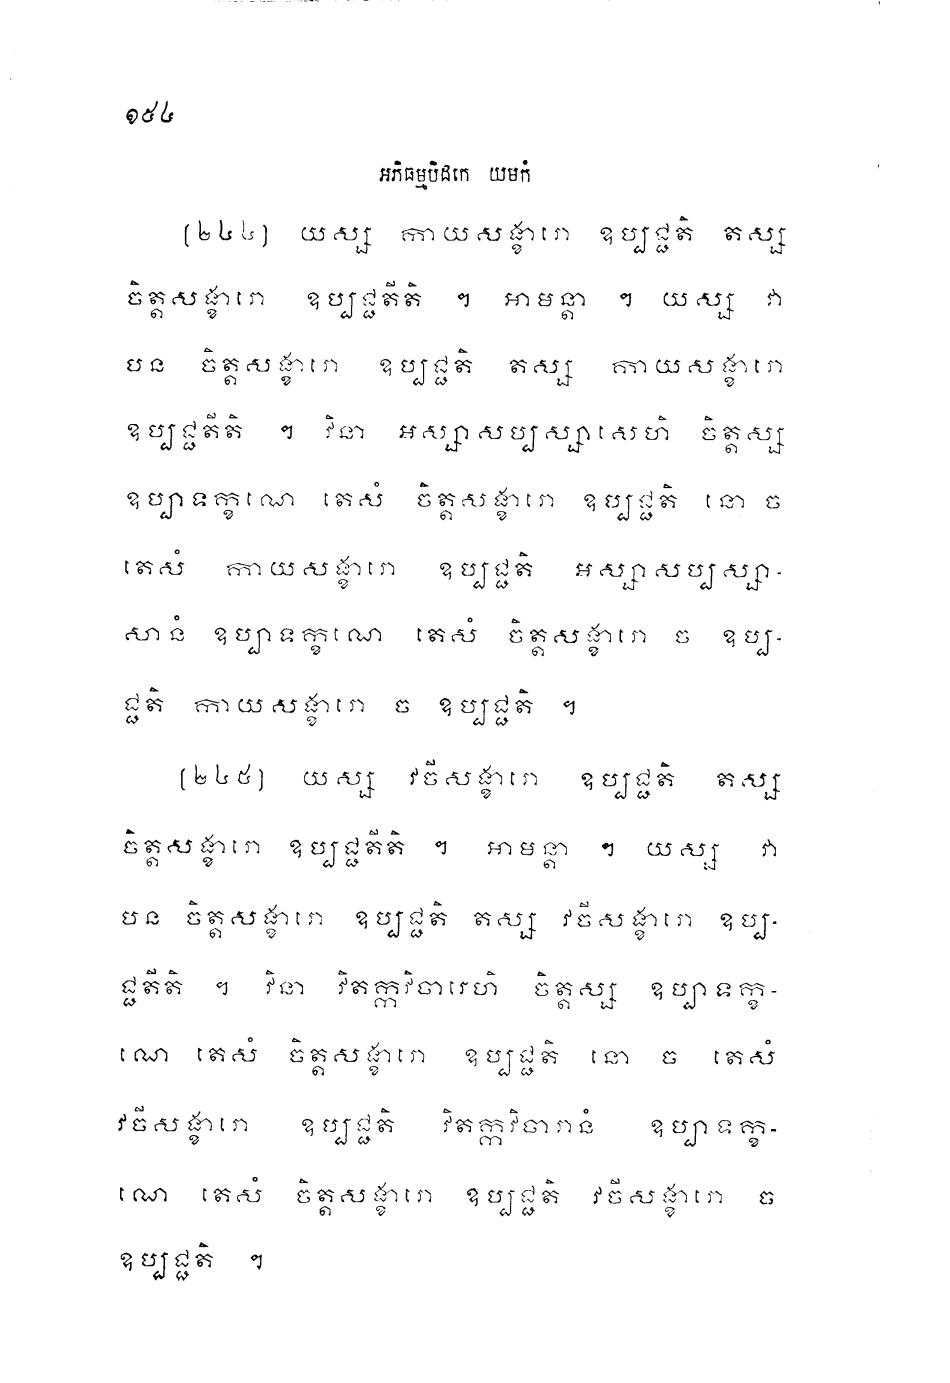 ១៥៤
អភិធម្មបិដកេ យមកំ
(២៤៤) យស្ស កាយសង្ខារោ ឧប្បជ្ជតិ តស្ស
ចិត្តសង្ខារោ ឧប្បជ្ជតីតិ ។ អាមន្តា ។ យស្ស វា
បន ចិត្តសង្ខារោ ឧប្បជ្ជតិ តស្ស កាយសង្ខារោ
ឧប្បជ្ជតីតិ ។ វិនា អស្សាសប្បស្សាសេហិ ចិត្តស្ស
ឧប្បាទក្ខណេ តេសំ ចិត្តសង្ខារោ ឧប្បជ្ជតិ នោ ច
តេសំ កាយសង្ខារោ ឧប្បជ្ជតិ អស្សាសប្បស្សា-
សានំ ឧប្បាទក្ខណេ តេសំ ចិត្តសង្ខារោ ច ឧប្ប-
ជ្ជតិ កាយសង្ខារោ ច ឧប្បជ្ជតិ ។
(២៤៥) យស្ស វចីសង្ខារោ ឧប្បជ្ជតិ តស្ស
ចិត្តសង្ខារោ ឧប្បជ្ជតីតិ ។ អាមន្តា ។ យស្ស វា
បន ចិត្តសង្ខារោ ឧប្បជ្ជតិ តស្ស វចីសង្ខារោ ឧប្ប-
ជ្ជតីតិ ។ វិនា វិតក្កវិចារេហិ ចិត្តស្ស ឧប្បាទក្ខ-
ណេ តេសំ ចិត្តសង្ខារោ ឧប្បជ្ជតិ នោ ច តេសំ
វចីសង្ខារោ ឧប្បជ្ជតិ វិតក្កវិចារានំ ឧប្បាទក្ខ-
ណេ តេសំ ចិត្តសង្ខារោ ឧប្បជ្ជតិ វចីសង្ខារោ ច
ឧប្បជ្ជតិ ។